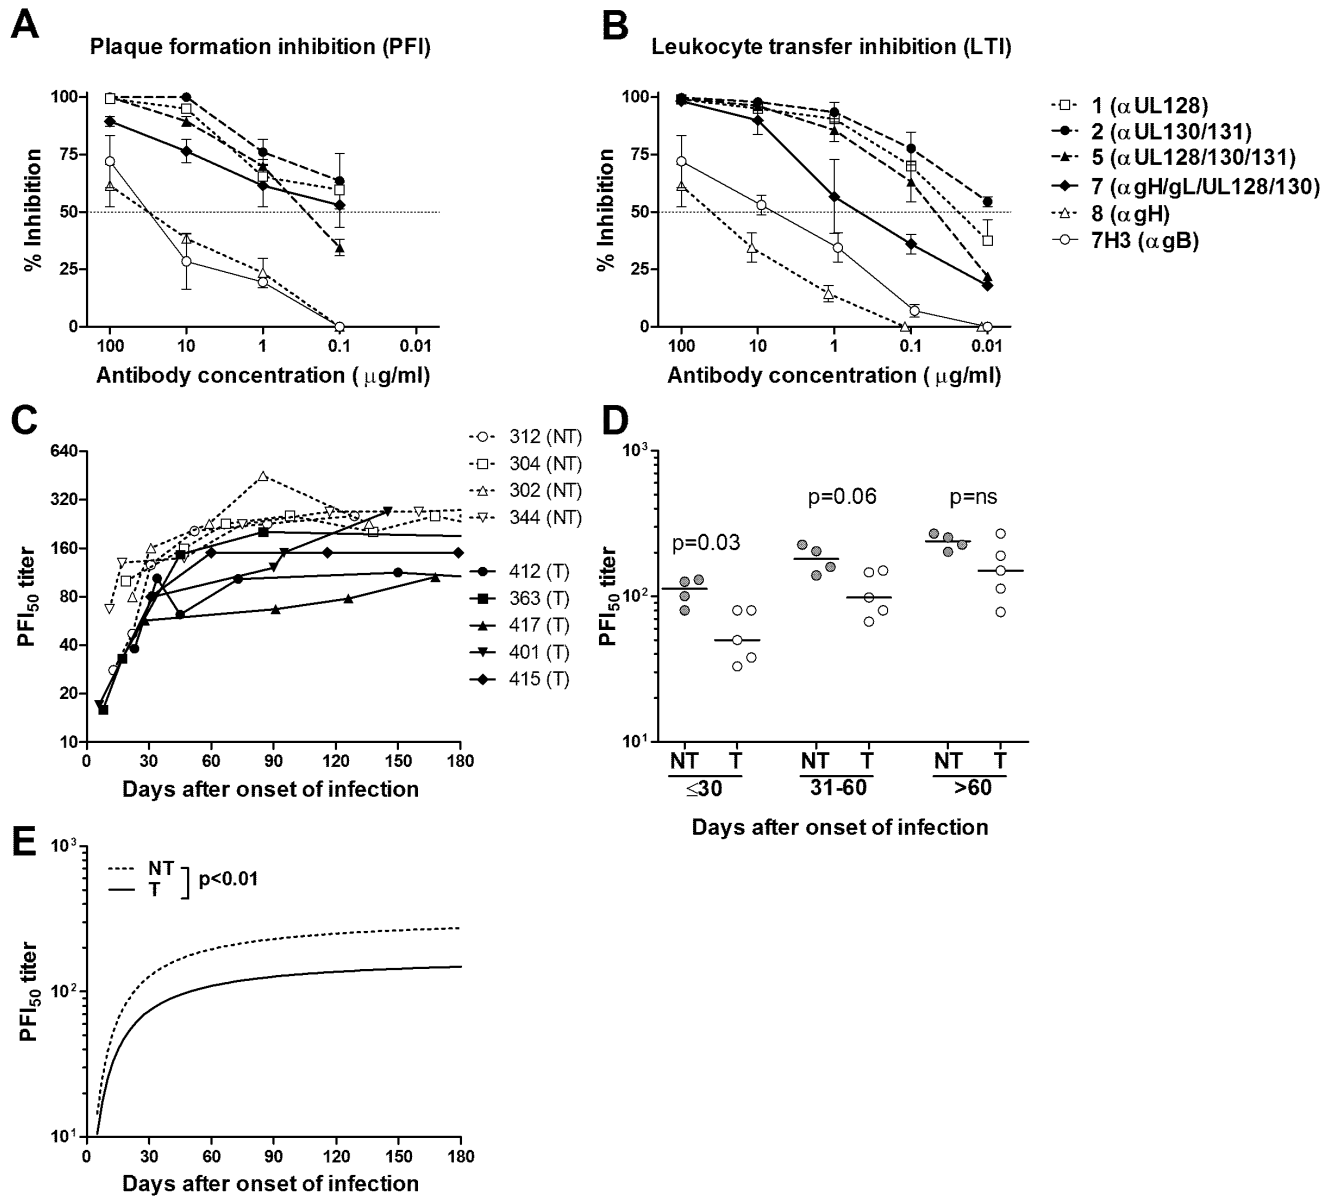 A
Plaque formation inhibition (PFI)
100
75
50
25
0
% Inhibition
100 10 1 0.1 0.01
Antibody concentration ( μg/ml)
B
Leukocyte transfer inhibition (LTI)
100
75
50
25
0
% Inhibition
100 10 1 0.1 0.01
Antibody concentration ( μg/ml)
1 (αUL128)
2 (αUL130/131)
5 (αUL128/130/131)
7 (αgH/gL/UL128/130)
8 (αgH)
7H3 (αgB)
C
640
320
160
80
40
20
10
PFI50 titer
0 30 60 90 120 150 180
Days after onset of infection
312 (NT)
304 (NT)
302 (NT)
344 (NT)
412 (T)
363 (T)
417 (T)
401 (T)
415 (T)
D
10³
10²
10¹
PFI50 titer
p=0.03
p=0.06
p=ns
NT T NT T NT T
≤30 31-60 >60
Days after onset of infection
E
10³
10²
10¹
PFI50 titer
NT
T
p<0.01
0 30 60 90 120 150 180
Days after onset of infection